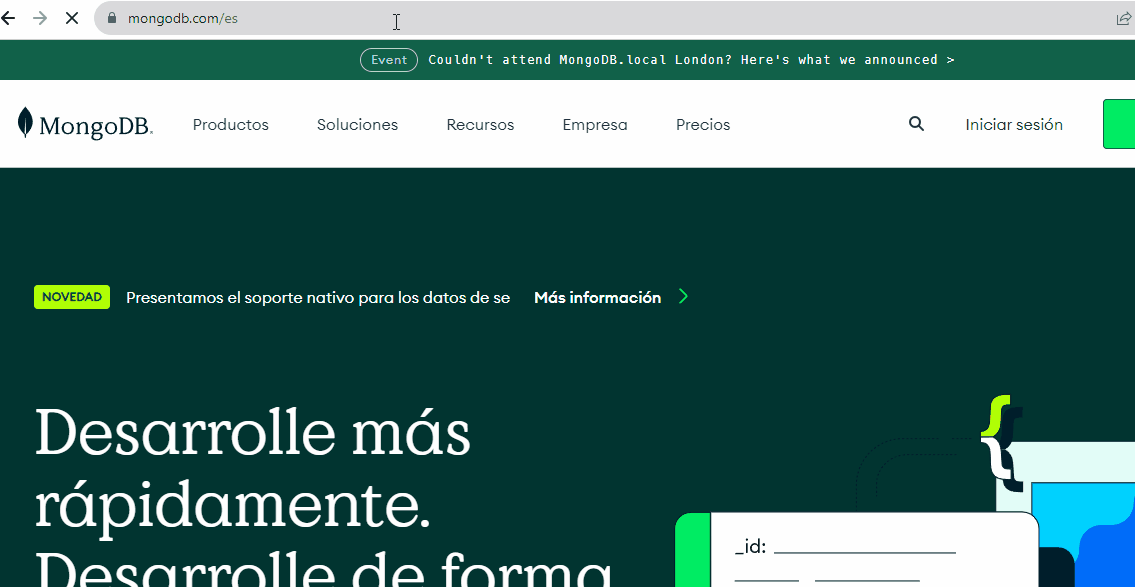 mongodb.com/es
Event Couldn't attend MongoDB.local London? Here's what we announced >
MongoDB. Productos Soluciones Recursos Empresa Precios Iniciar sesión
NOVEDAD Presentamos el soporte nativo para los datos de se Más información
Desarrolle más
rápidamente.
Desarrolle de forma
_id: